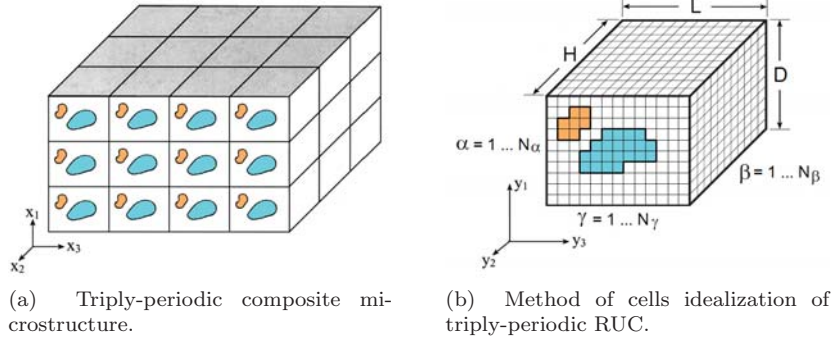 x1
x2
x3
L
H
D
α = 1 ... Nα
β = 1 ... Nβ
γ = 1 ... Nγ
y1
y2
y3
(a) Triply-periodic composite mi-
crostructure.
(b) Method of cells idealization of
triply-periodic RUC.